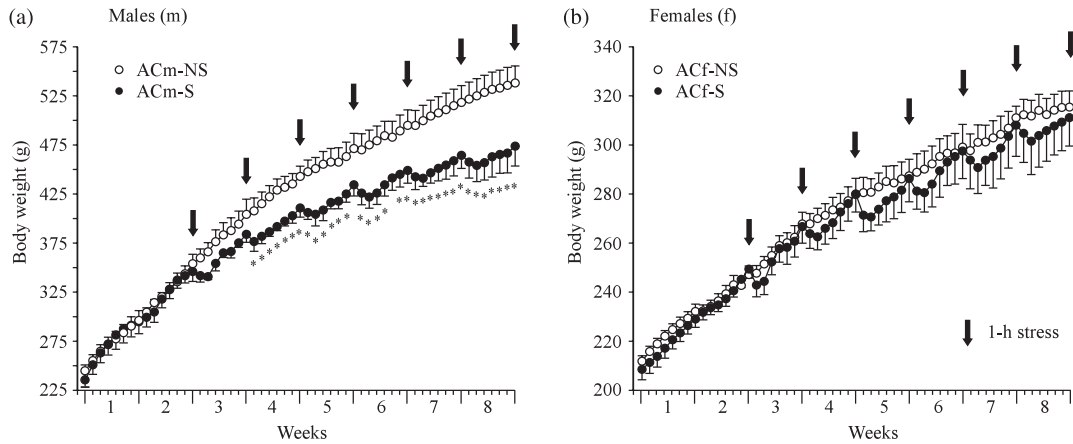 (a) Males (m)
575
525
475
425
375
325
275
225
Body weight (g)
ACm-NS
ACm-S
* * * * * * * * * * * * * * * * * * * * * * * * * * * * * * * * * * * *
1 2 3 4 5 6 7 8
Weeks
(b) Females (f)
340
320
300
280
260
240
220
200
Body weight (g)
ACf-NS
ACf-S
1-h stress
1 2 3 4 5 6 7 8
Weeks